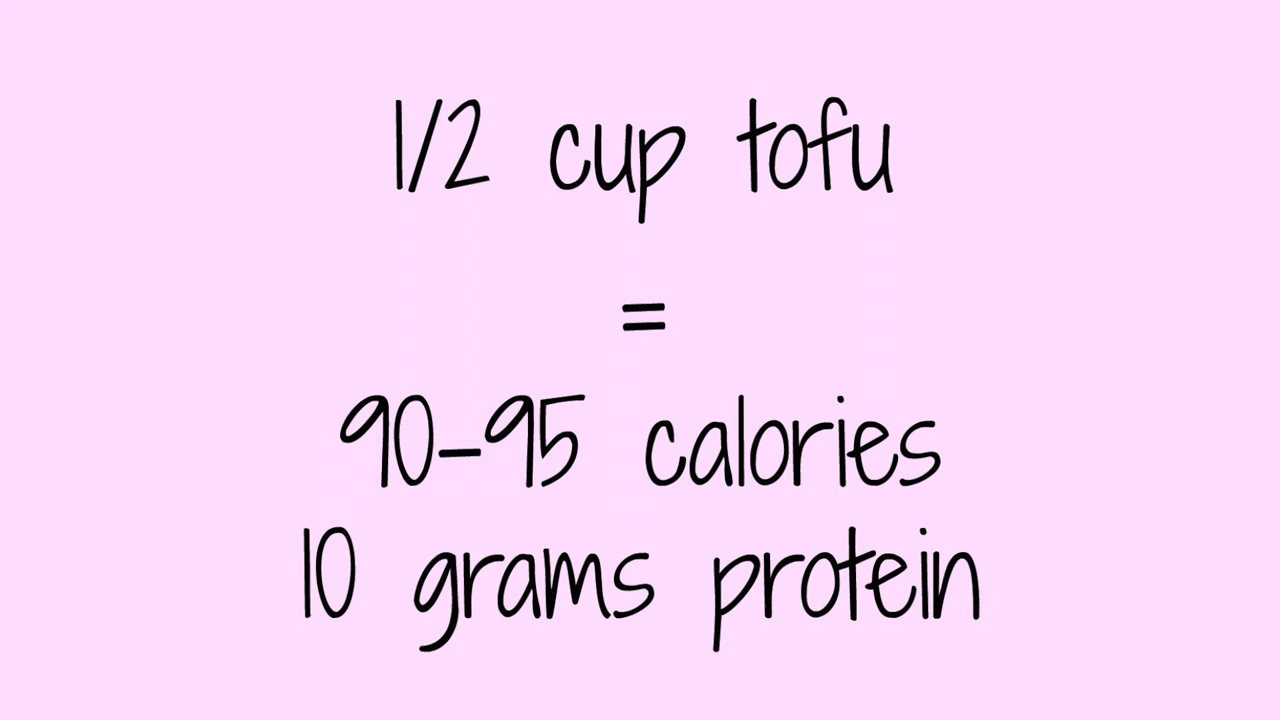 1/2 cup tofu
=
90-95 calories
10 grams protein